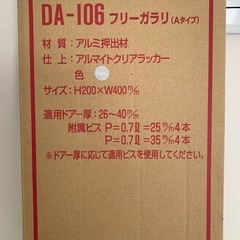 DA-106 フリーガラリ(Aタイプ)
材 質：アルミ押出材
仕 上：アルマイトクリアラッカー
色
サイズ：H200×W400㎜
適用ドアー厚：26~40㎜
附属ビス P=0.7ℓ=25㎜4本
P=0.7ℓ=35㎜4本
※ドアー厚に応じて適用ビスを使用してください。